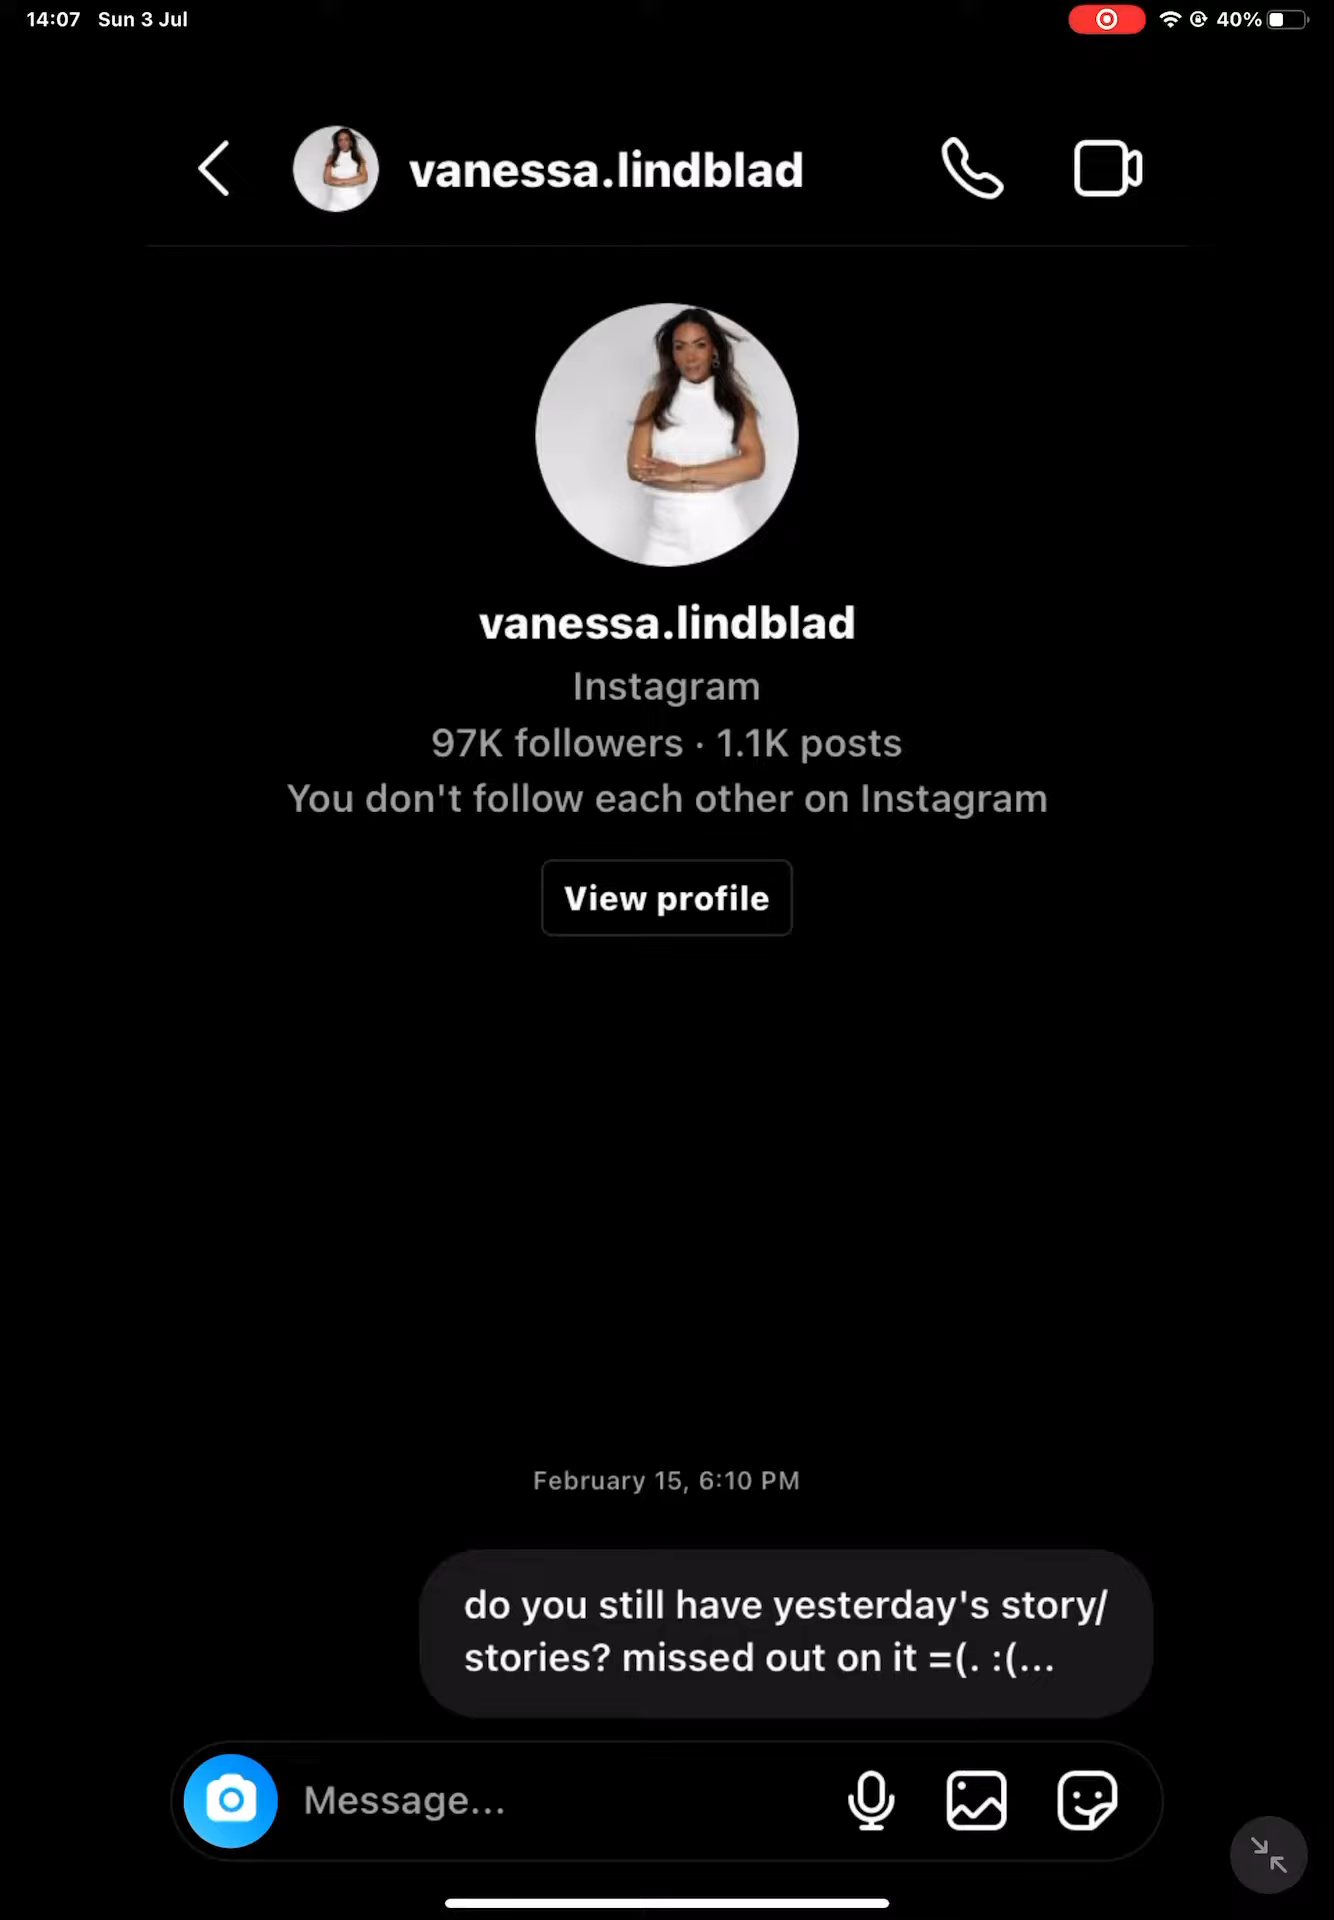 14:07 Sun 3 Jul 40%
vanessa.lindblad
vanessa.lindblad
Instagram
97K followers · 1.1K posts
You don't follow each other on Instagram
View profile
February 15, 6:10 PM
do you still have yesterday's story/
stories? missed out on it =(. :(...
Message...